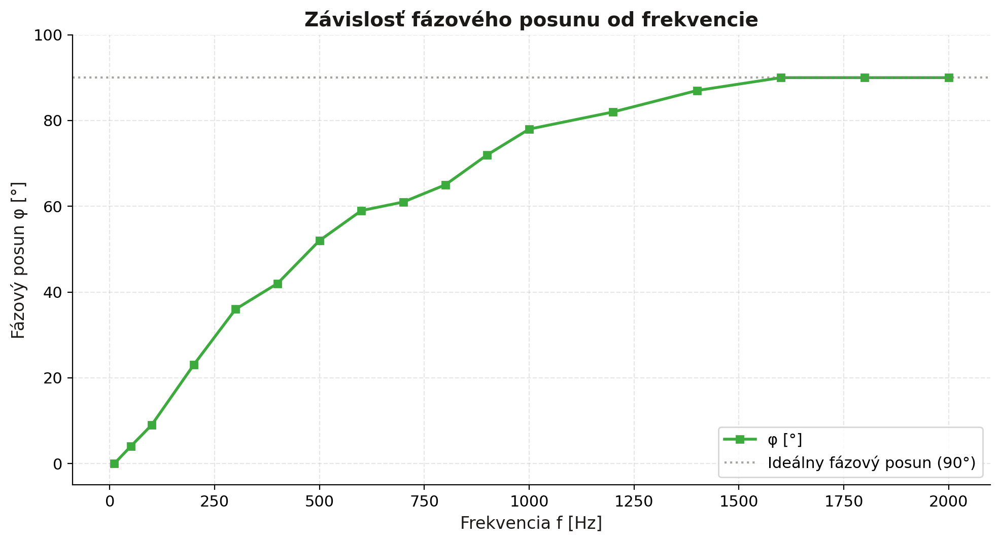 Závislosť fázového posunu od frekvencie
Fázový posun φ [°]
100
80
60
40
20
0
0 250 500 750 1000 1250 1500 1750 2000
Frekvencia f [Hz]
φ [°]
Ideálny fázový posun (90°)